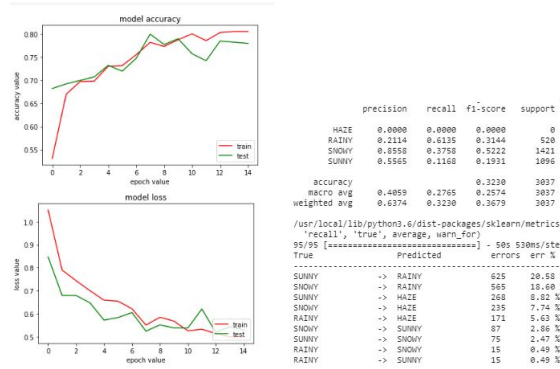 model accuracy
0.80
0.75
0.70
0.65
0.60
0.55
accuracy value
0 2 4 6 8 10 12 14
epoch value
train
test
model loss
1.0
0.9
0.8
0.7
0.6
0.5
loss value
0 2 4 6 8 10 12 14
epoch value
train
test
precision recall f1-score support
HAZE 0.0000 0.0000 0.0000 0
RAINY 0.2114 0.6135 0.3144 520
SNOWY 0.8558 0.3758 0.5222 1421
SUNNY 0.5565 0.1168 0.1931 1096
accuracy 0.3230 3037
macro avg 0.4059 0.2765 0.2574 3037
weighted avg 0.6374 0.3230 0.3679 3037
/usr/local/lib/python3.6/dist-packages/sklearn/metrics
'recall', 'true', average, warn_for)
95/95 [==============================] - 50s 530ms/ste
True Predicted errors err %
------------------------------------------------------
SUNNY -> RAINY 625 20.58
SNOWY -> RAINY 565 18.60
SUNNY -> HAZE 268 8.82 %
SNOWY -> HAZE 235 7.74 %
RAINY -> HAZE 171 5.63 %
SNOWY -> SUNNY 87 2.86 %
SUNNY -> SNOWY 75 2.47 %
RAINY -> SNOWY 15 0.49 %
RAINY -> SUNNY 15 0.49 %